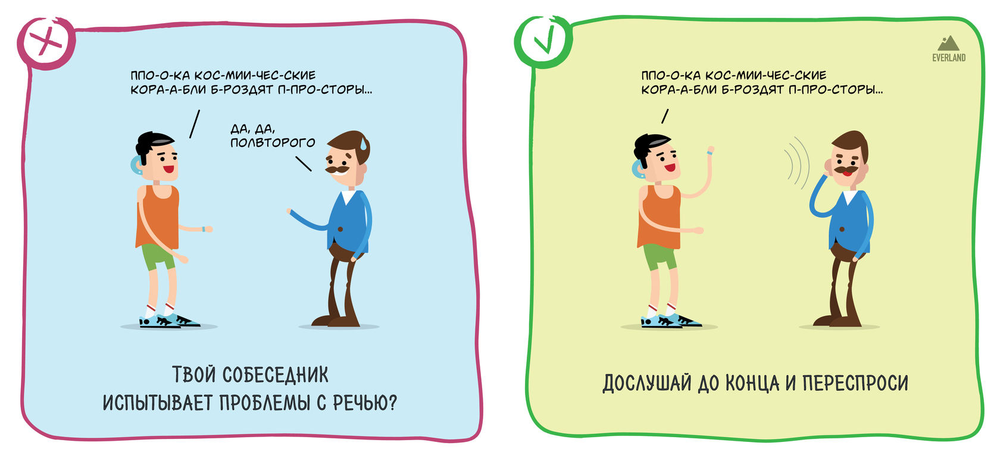 ППО-О-КА КОС-МИИ-ЧЕС-СКИЕ
КОРА-А-БЛИ Б-РОЗДЯТ П-ПРО-СТОРЫ...
ДА, ДА,
ПОЛВТОРОГО
ТВОЙ СОБЕСЕДНИК
ИСПЫТЫВАЕТ ПРОБЛЕМЫ С РЕЧЬЮ?
EVERLAND
ППО-О-КА КОС-МИИ-ЧЕС-СКИЕ
КОРА-А-БЛИ Б-РОЗДЯТ П-ПРО-СТОРЫ...
ДОСЛУШАЙ ДО КОНЦА И ПЕРЕСПРОСИ